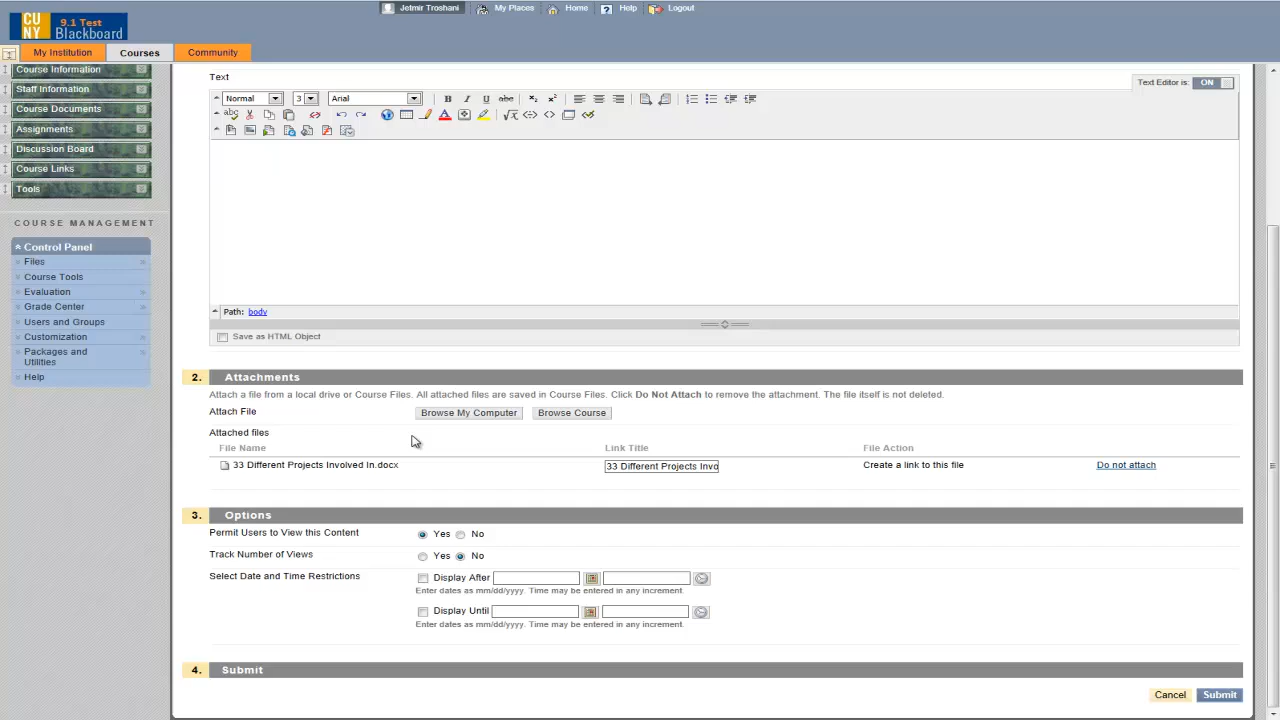 Jetmir Troshani My Places Home Help Logout
CU NY 9.1 Test Blackboard
My Institution Courses Community
Course Information
Staff Information
Course Documents
Assignments
Discussion Board
Course Links
Tools
COURSE MANAGEMENT
Control Panel
Files
Course Tools
Evaluation
Grade Center
Users and Groups
Customization
Packages and
Utilities
Help
Text
Text Editor is: ON
Normal 3 Arial
Path: body
Save as HTML Object
2. Attachments
Attach a file from a local drive or Course Files. All attached files are saved in Course Files. Click Do Not Attach to remove the attachment. The file itself is not deleted.
Attach File Browse My Computer Browse Course
Attached files
File Name Link Title File Action
33 Different Projects Involved In.docx 33 Different Projects Invo Create a link to this file Do not attach
3. Options
Permit Users to View this Content Yes No
Track Number of Views Yes No
Select Date and Time Restrictions Display After
Enter dates as mm/dd/yyyy. Time may be entered in any increment.
Display Until
Enter dates as mm/dd/yyyy. Time may be entered in any increment.
4. Submit
Cancel Submit